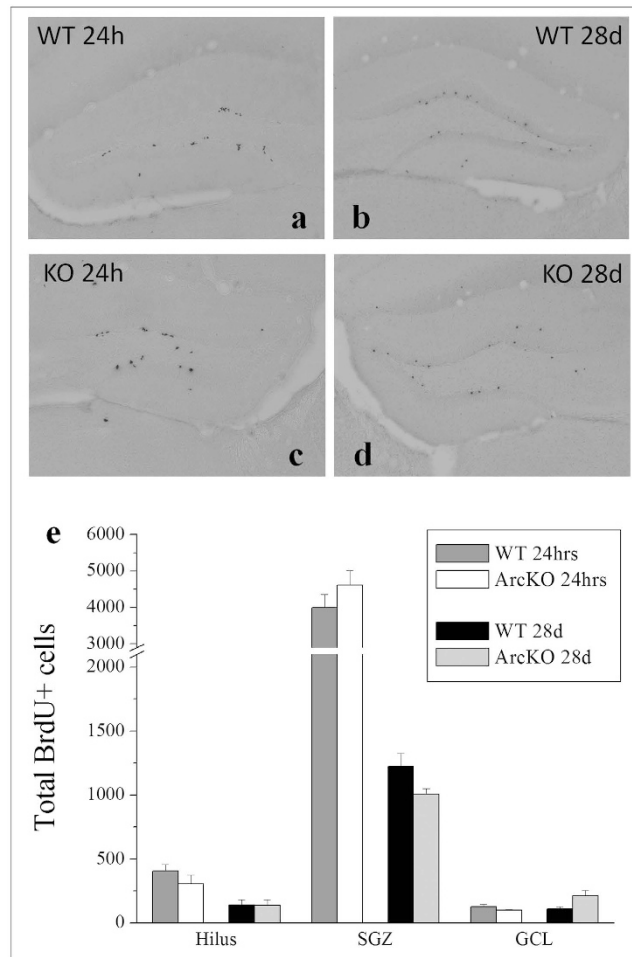 WT 24h
WT 28d
a
b
KO 24h
KO 28d
c
d
e
6000
5000
4000
3000
2000
1500
1000
500
0
Total BrdU+ cells
WT 24hrs
ArcKO 24hrs
WT 28d
ArcKO 28d
Hilus
SGZ
GCL